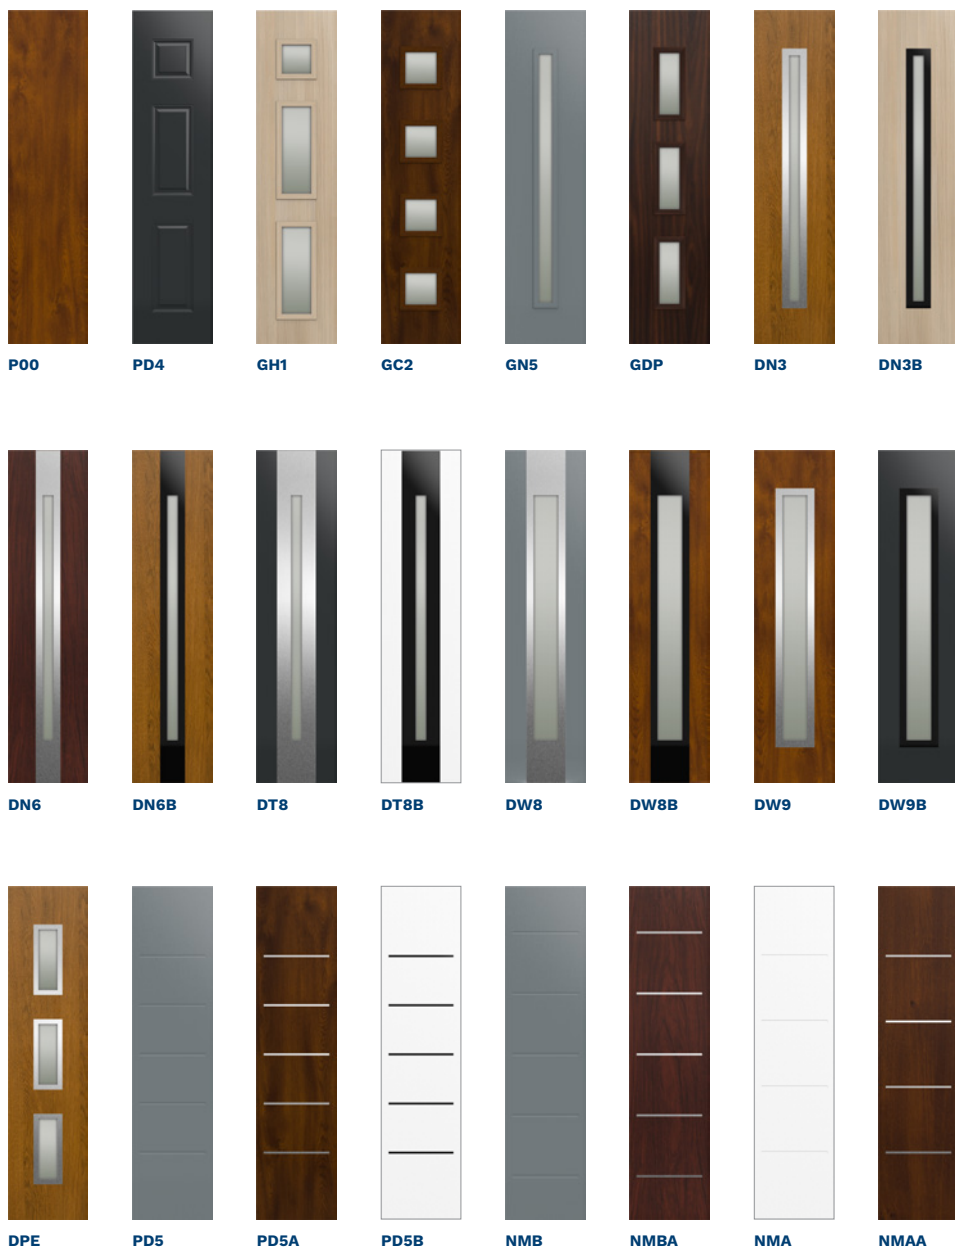 P00 PD4 GH1 GC2 GN5 GDP DN3 DN3B
DN6 DN6B DT8 DT8B DW8 DW8B DW9 DW9B
DPE PD5 PD5A PD5B NMB NMBA NMA NMAA